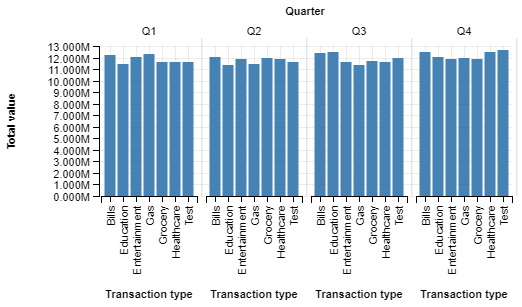 Quarter
Q1 Q2 Q3 Q4
13.000M
12.000M
11.000M
10.000M
9.000M
8.000M
7.000M
6.000M
5.000M
4.000M
3.000M
2.000M
1.000M
0.000M
Total value
Bills Education Entertainment Gas Grocery Healthcare Test Bills Education Entertainment Gas Grocery Healthcare Test Bills Education Entertainment Gas Grocery Healthcare Test Bills Education Entertainment Gas Grocery Healthcare Test
Transaction type Transaction type Transaction type Transaction type